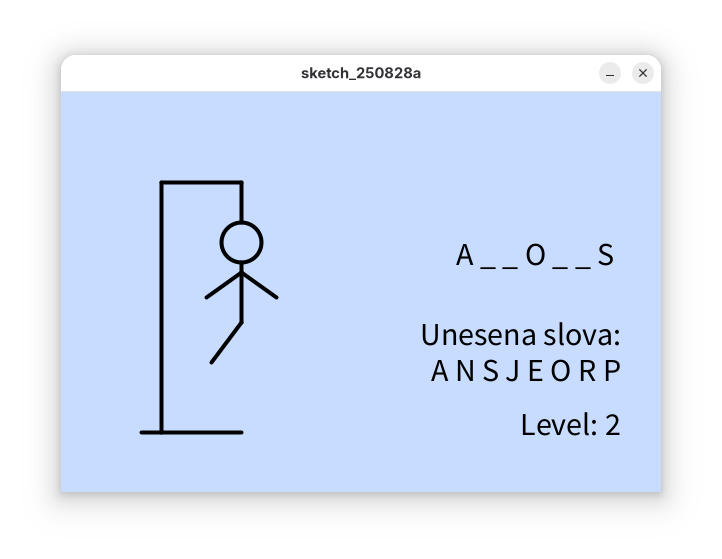 sketch_250828a
A _ _ O _ _ _ S
Unesena slova:
A N S J E O R P
Level: 2